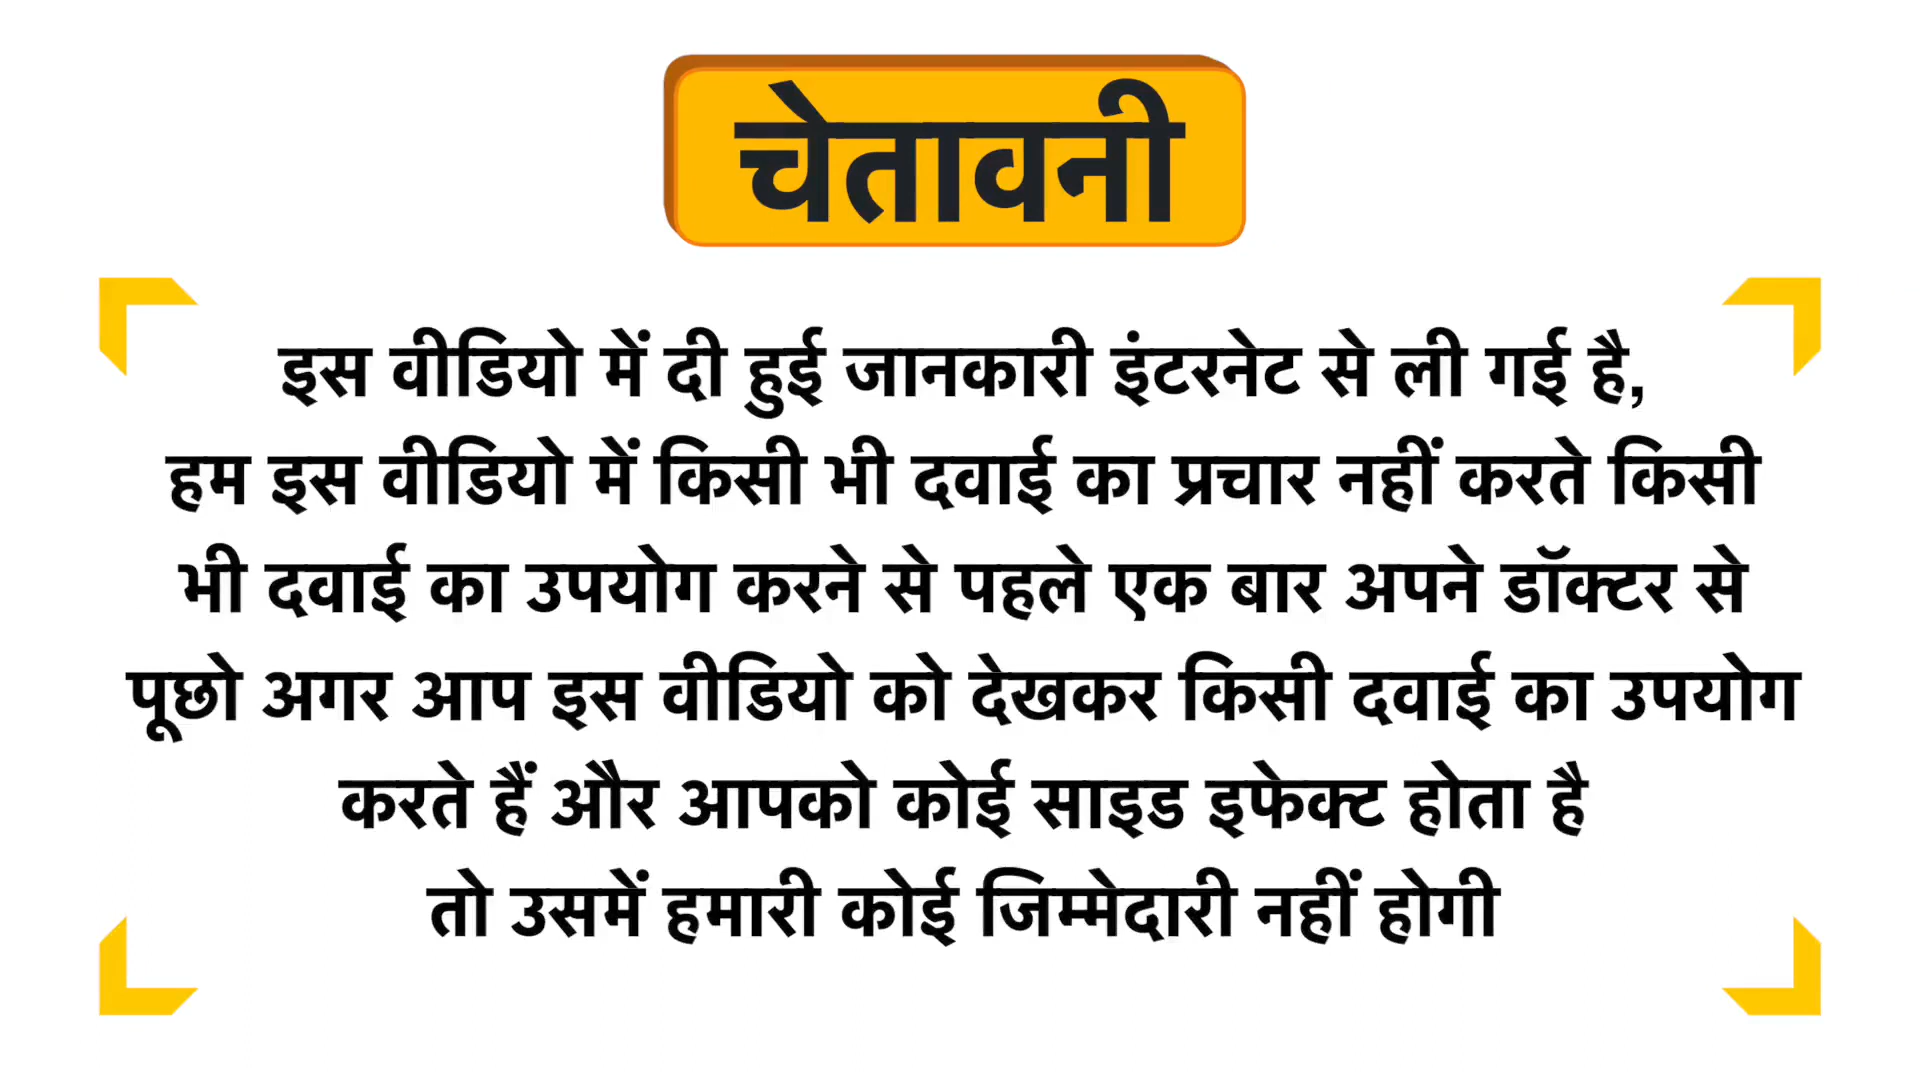 चेतावनी
इस वीडियो में दी हुई जानकारी इंटरनेट से ली गई है,
हम इस वीडियो में किसी भी दवाई का प्रचार नहीं करते किसी
भी दवाई का उपयोग करने से पहले एक बार अपने डॉक्टर से
पूछो अगर आप इस वीडियो को देखकर किसी दवाई का उपयोग
करते हैं और आपको कोई साइड इफेक्ट होता है
तो उसमें हमारी कोई जिम्मेदारी नहीं होगी